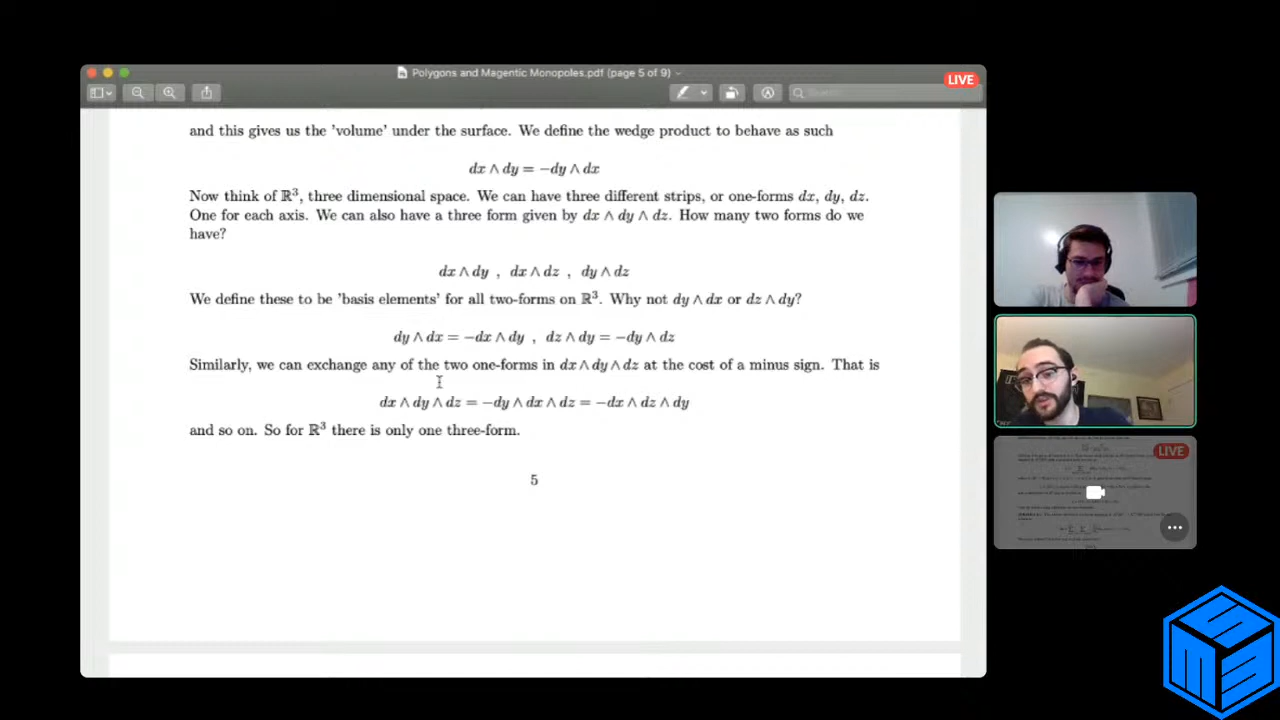 Polygons and Magentic Monopoles.pdf (page 5 of 9)
LIVE
Search
and this gives us the 'volume' under the surface. We define the wedge product to behave as such
dx ∧ dy = −dy ∧ dx
Now think of ℝ³, three dimensional space. We can have three different strips, or one-forms dx, dy, dz.
One for each axis. We can also have a three form given by dx ∧ dy ∧ dz. How many two forms do we
have?
dx ∧ dy , dx ∧ dz , dy ∧ dz
We define these to be 'basis elements' for all two-forms on ℝ³. Why not dy ∧ dx or dz ∧ dy?
dy ∧ dx = −dx ∧ dy , dz ∧ dy = −dy ∧ dz
Similarly, we can exchange any of the two one-forms in dx ∧ dy ∧ dz at the cost of a minus sign. That is
dx ∧ dy ∧ dz = −dy ∧ dx ∧ dz = −dx ∧ dz ∧ dy
and so on. So for ℝ³ there is only one three-form.
5
LIVE
SM3